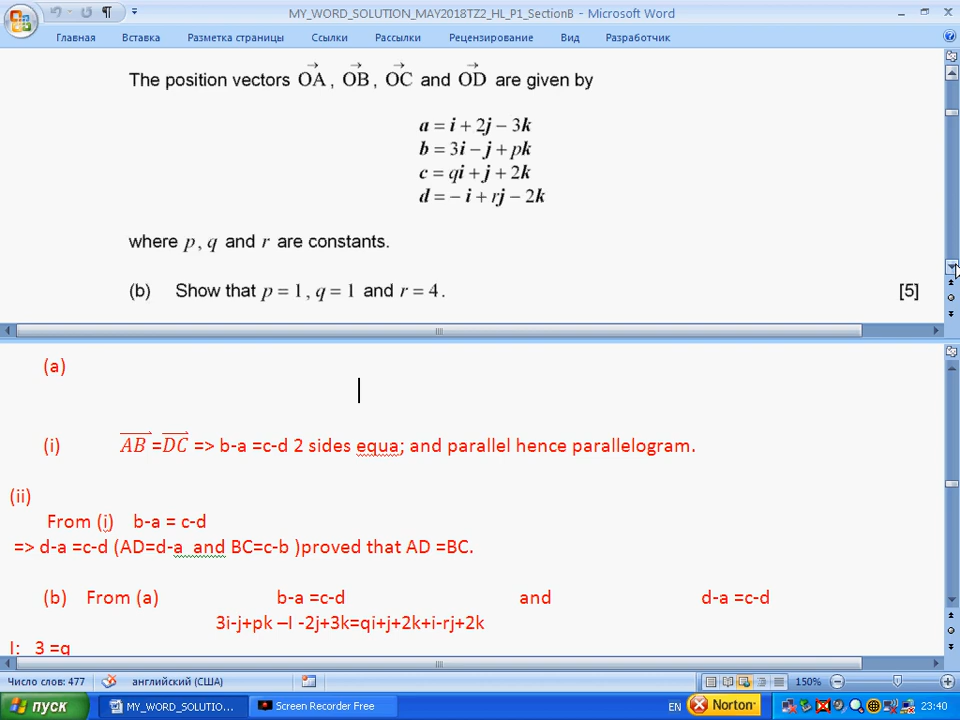 MY_WORD_SOLUTION_MAY2018TZ2_HL_P1_SectionB - Microsoft Word
Главная Вставка Разметка страницы Ссылки Рассылки Рецензирование Вид Разработчик
The position vectors OA, OB, OC and OD are given by
a = i + 2j − 3k
b = 3i − j + pk
c = qi + j + 2k
d = − i + rj − 2k
where p, q and r are constants.
(b) Show that p = 1, q = 1 and r = 4. [5]
(a)
(i) AB =DC => b-a =c-d 2 sides equa; and parallel hence parallelogram.
(ii)
From (i) b-a = c-d
=> d-a =c-d (AD=d-a and BC=c-b )proved that AD =BC.
(b) From (a) b-a =c-d and d-a =c-d
3i-j+pk –I -2j+3k=qi+j+2k+i-rj+2k
I: 3 =q
Число слов: 477 английский (США) 150%
пуск MY_WORD_SOLUTIO... Screen Recorder Free EN Norton 23:40